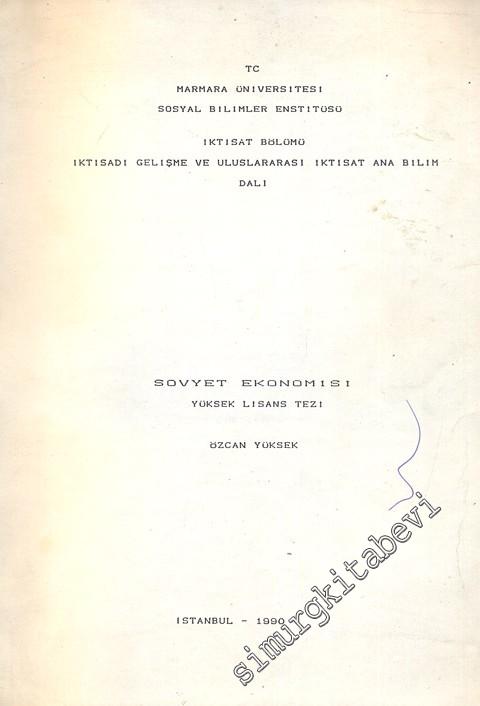 TC
MARMARA ÜNIVERSITESI
SOSYAL BILIMLER ENSTITÜSÜ
IKTISAT BÖLÜMÜ
IKTISADI GELIŞME VE ULUSLARARASI IKTISAT ANA BILIM
DALI
SOVYET EKONOMISI
YÜKSEK LISANS TEZI
ÖZCAN YÜKSEK
ISTANBUL - 1990
simurgkitabevi